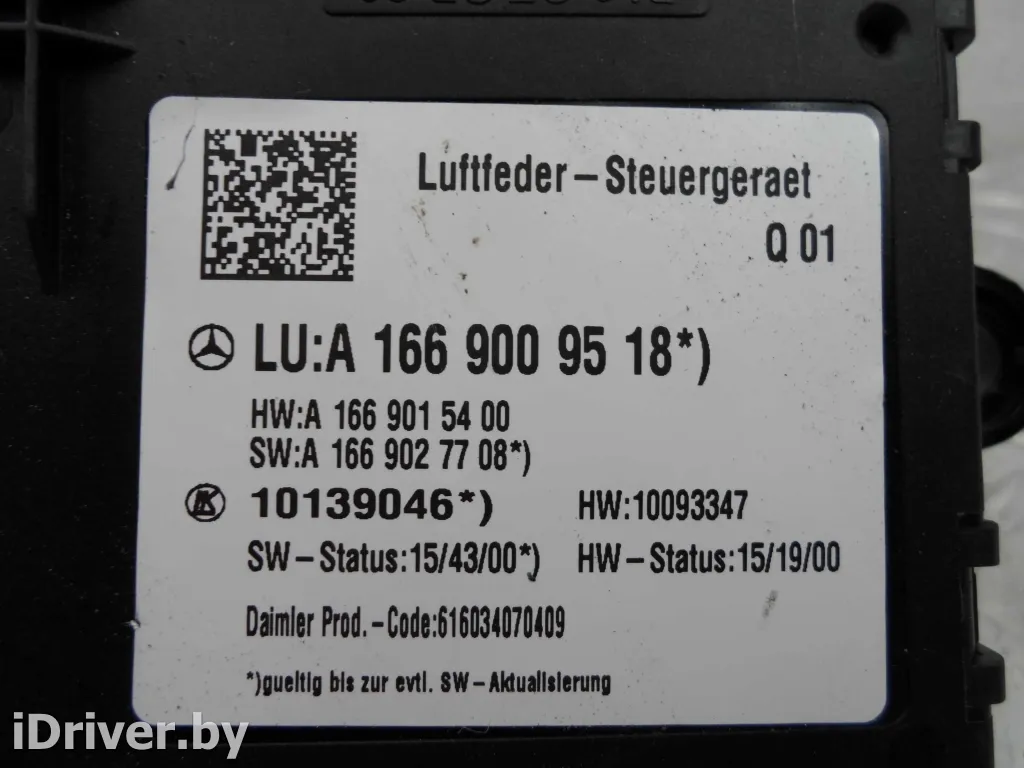 Luftfeder-Steuergeraet
Q 01
LU:A 166 900 95 18*)
HW:A 166 901 54 00
SW:A 166 902 77 08*)
10139046*) HW:10093347
SW-Status:15/43/00*) HW-Status:15/19/00
Daimler Prod.-Code:616034070409
*)gueltig bis zur evtl. SW-Aktualisierung
iDriver.by